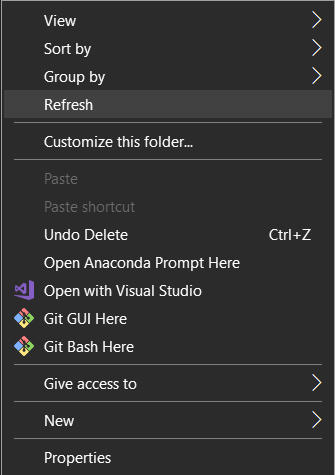 View
Sort by
Group by
Refresh
Customize this folder...
Paste
Paste shortcut
Undo Delete Ctrl+Z
Open Anaconda Prompt Here
Open with Visual Studio
Git GUI Here
Git Bash Here
Give access to
New
Properties